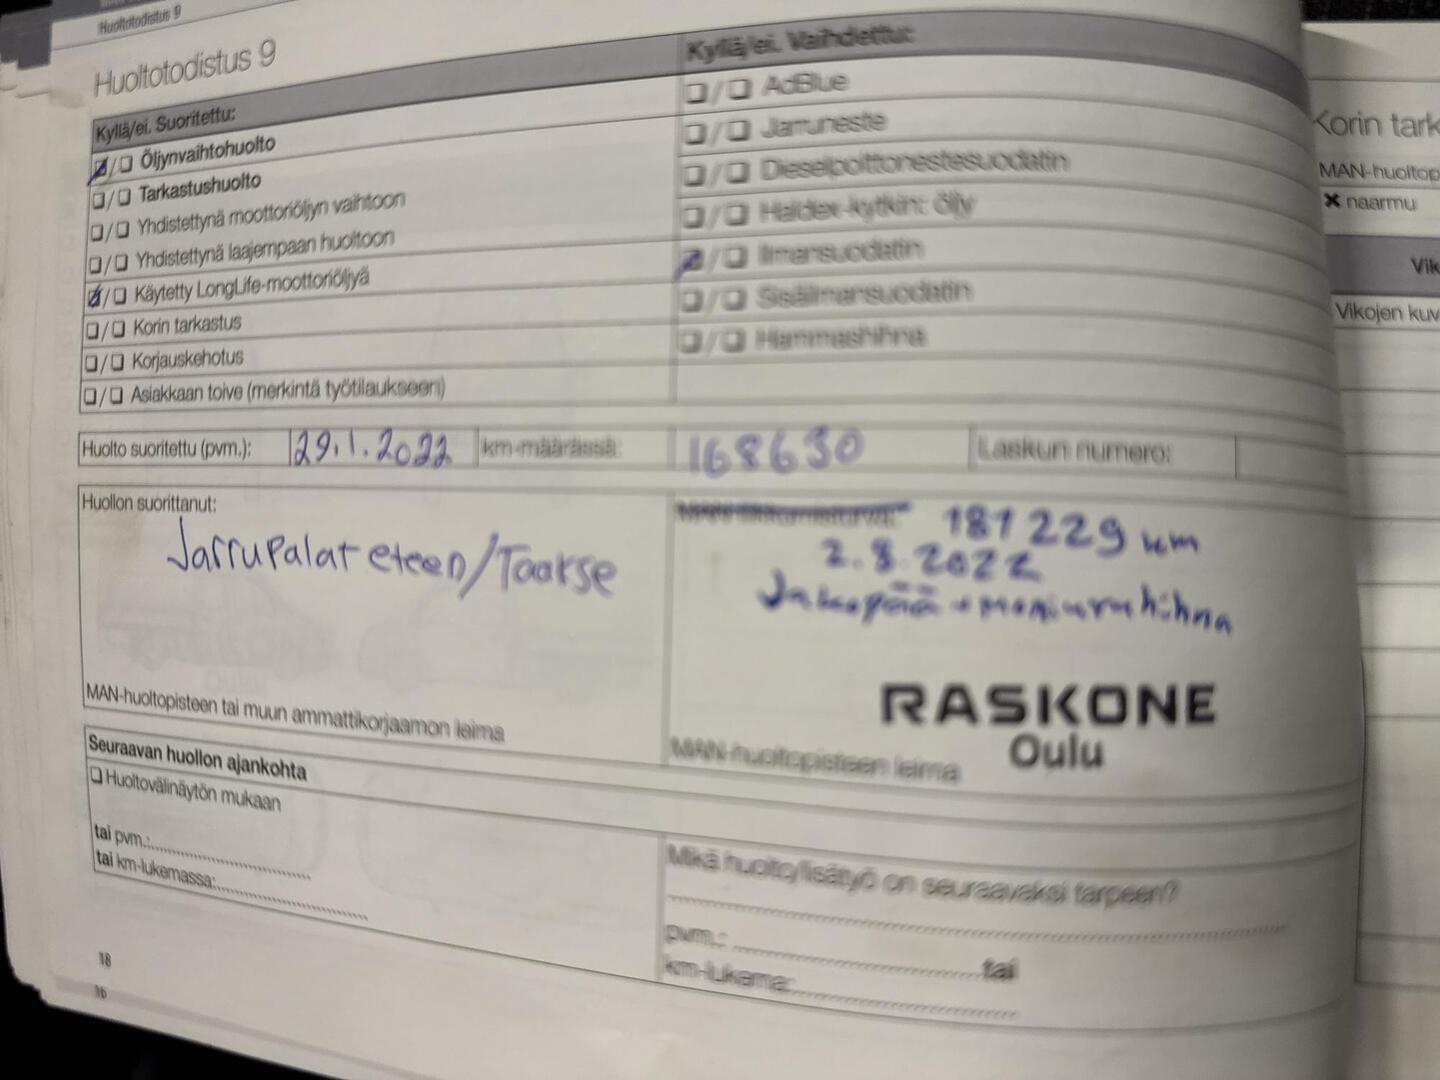 Huoltotodistus 9
Huoltotodistus 9
Kyllä/ei. Suoritettu:
Öljynvaihtohuolto
Tarkastushuolto
Yhdistettynä moottoriöljyn vaihtoon
Yhdistettynä laajempaan huoltoon
Käytetty LongLife-moottoriöljyä
Korin tarkastus
Korjauskehotus
Asiakkaan toive (merkintä työtilaukseen)
Kyllä/ei. Vaihdettu:
AdBlue
Jarruneste
Dieselpolttonestesuodatin
Haldex-kytkin: öljy
Ilmansuodatin
Sisäilmansuodatin
Hammashihna
Huolto suoritettu (pvm.): 29.1.2022 km-määrässä: 168630 Laskun numero:
Huollon suorittanut:
Jarrupalat eteen/Taakse
MAN-huoltopisteen tai muun ammattikorjaamon leima
181229 km
2.8.2022
Jakopää + moniurahihna
RASKONE
Oulu
MAN-huoltopisteen leima
Seuraavan huollon ajankohta
Huoltovälinäytön mukaan
tai pvm.:
tai km-lukemassa:
Mikä huolto/lisätyö on seuraavaksi tarpeen?
pvm.: tai
km-lukema:
18
16
Korin tark
MAN-huoltop
naarmu
Vik
Vikojen kuv